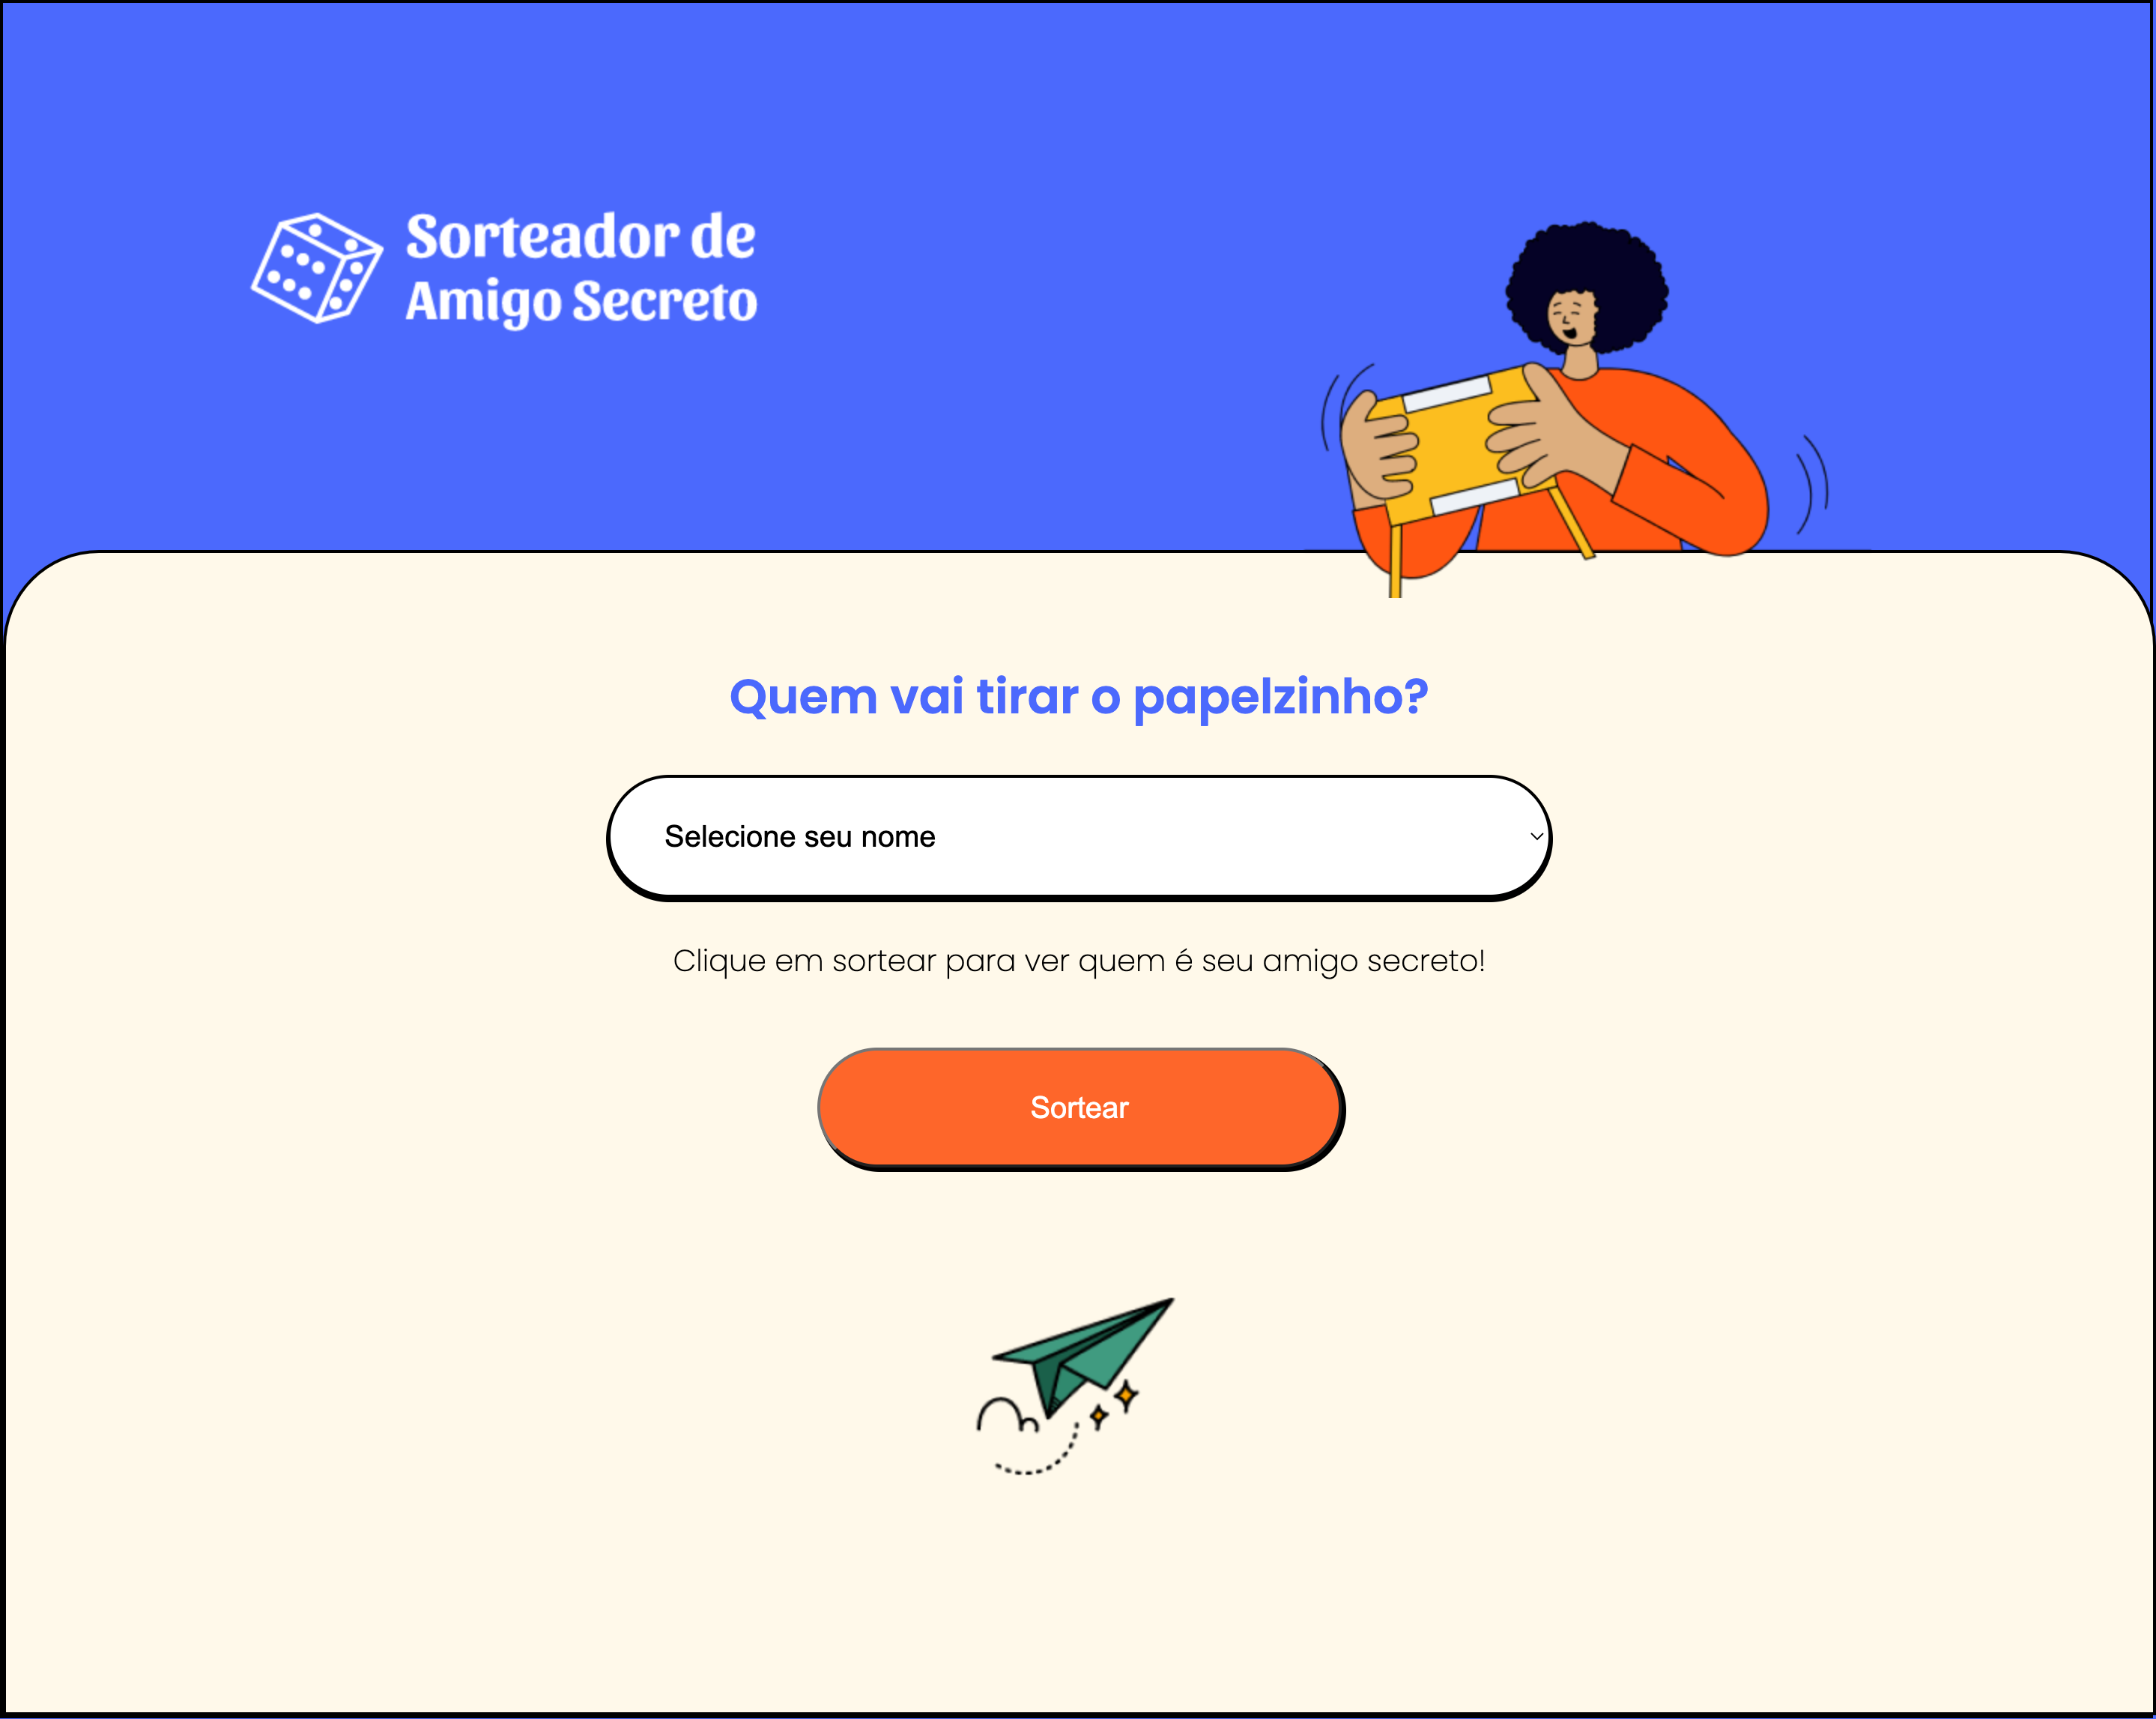 Sorteador de
Amigo Secreto
Quem vai tirar o papelzinho?
Selecione seu nome
Clique em sortear para ver quem é seu amigo secreto!
Sortear